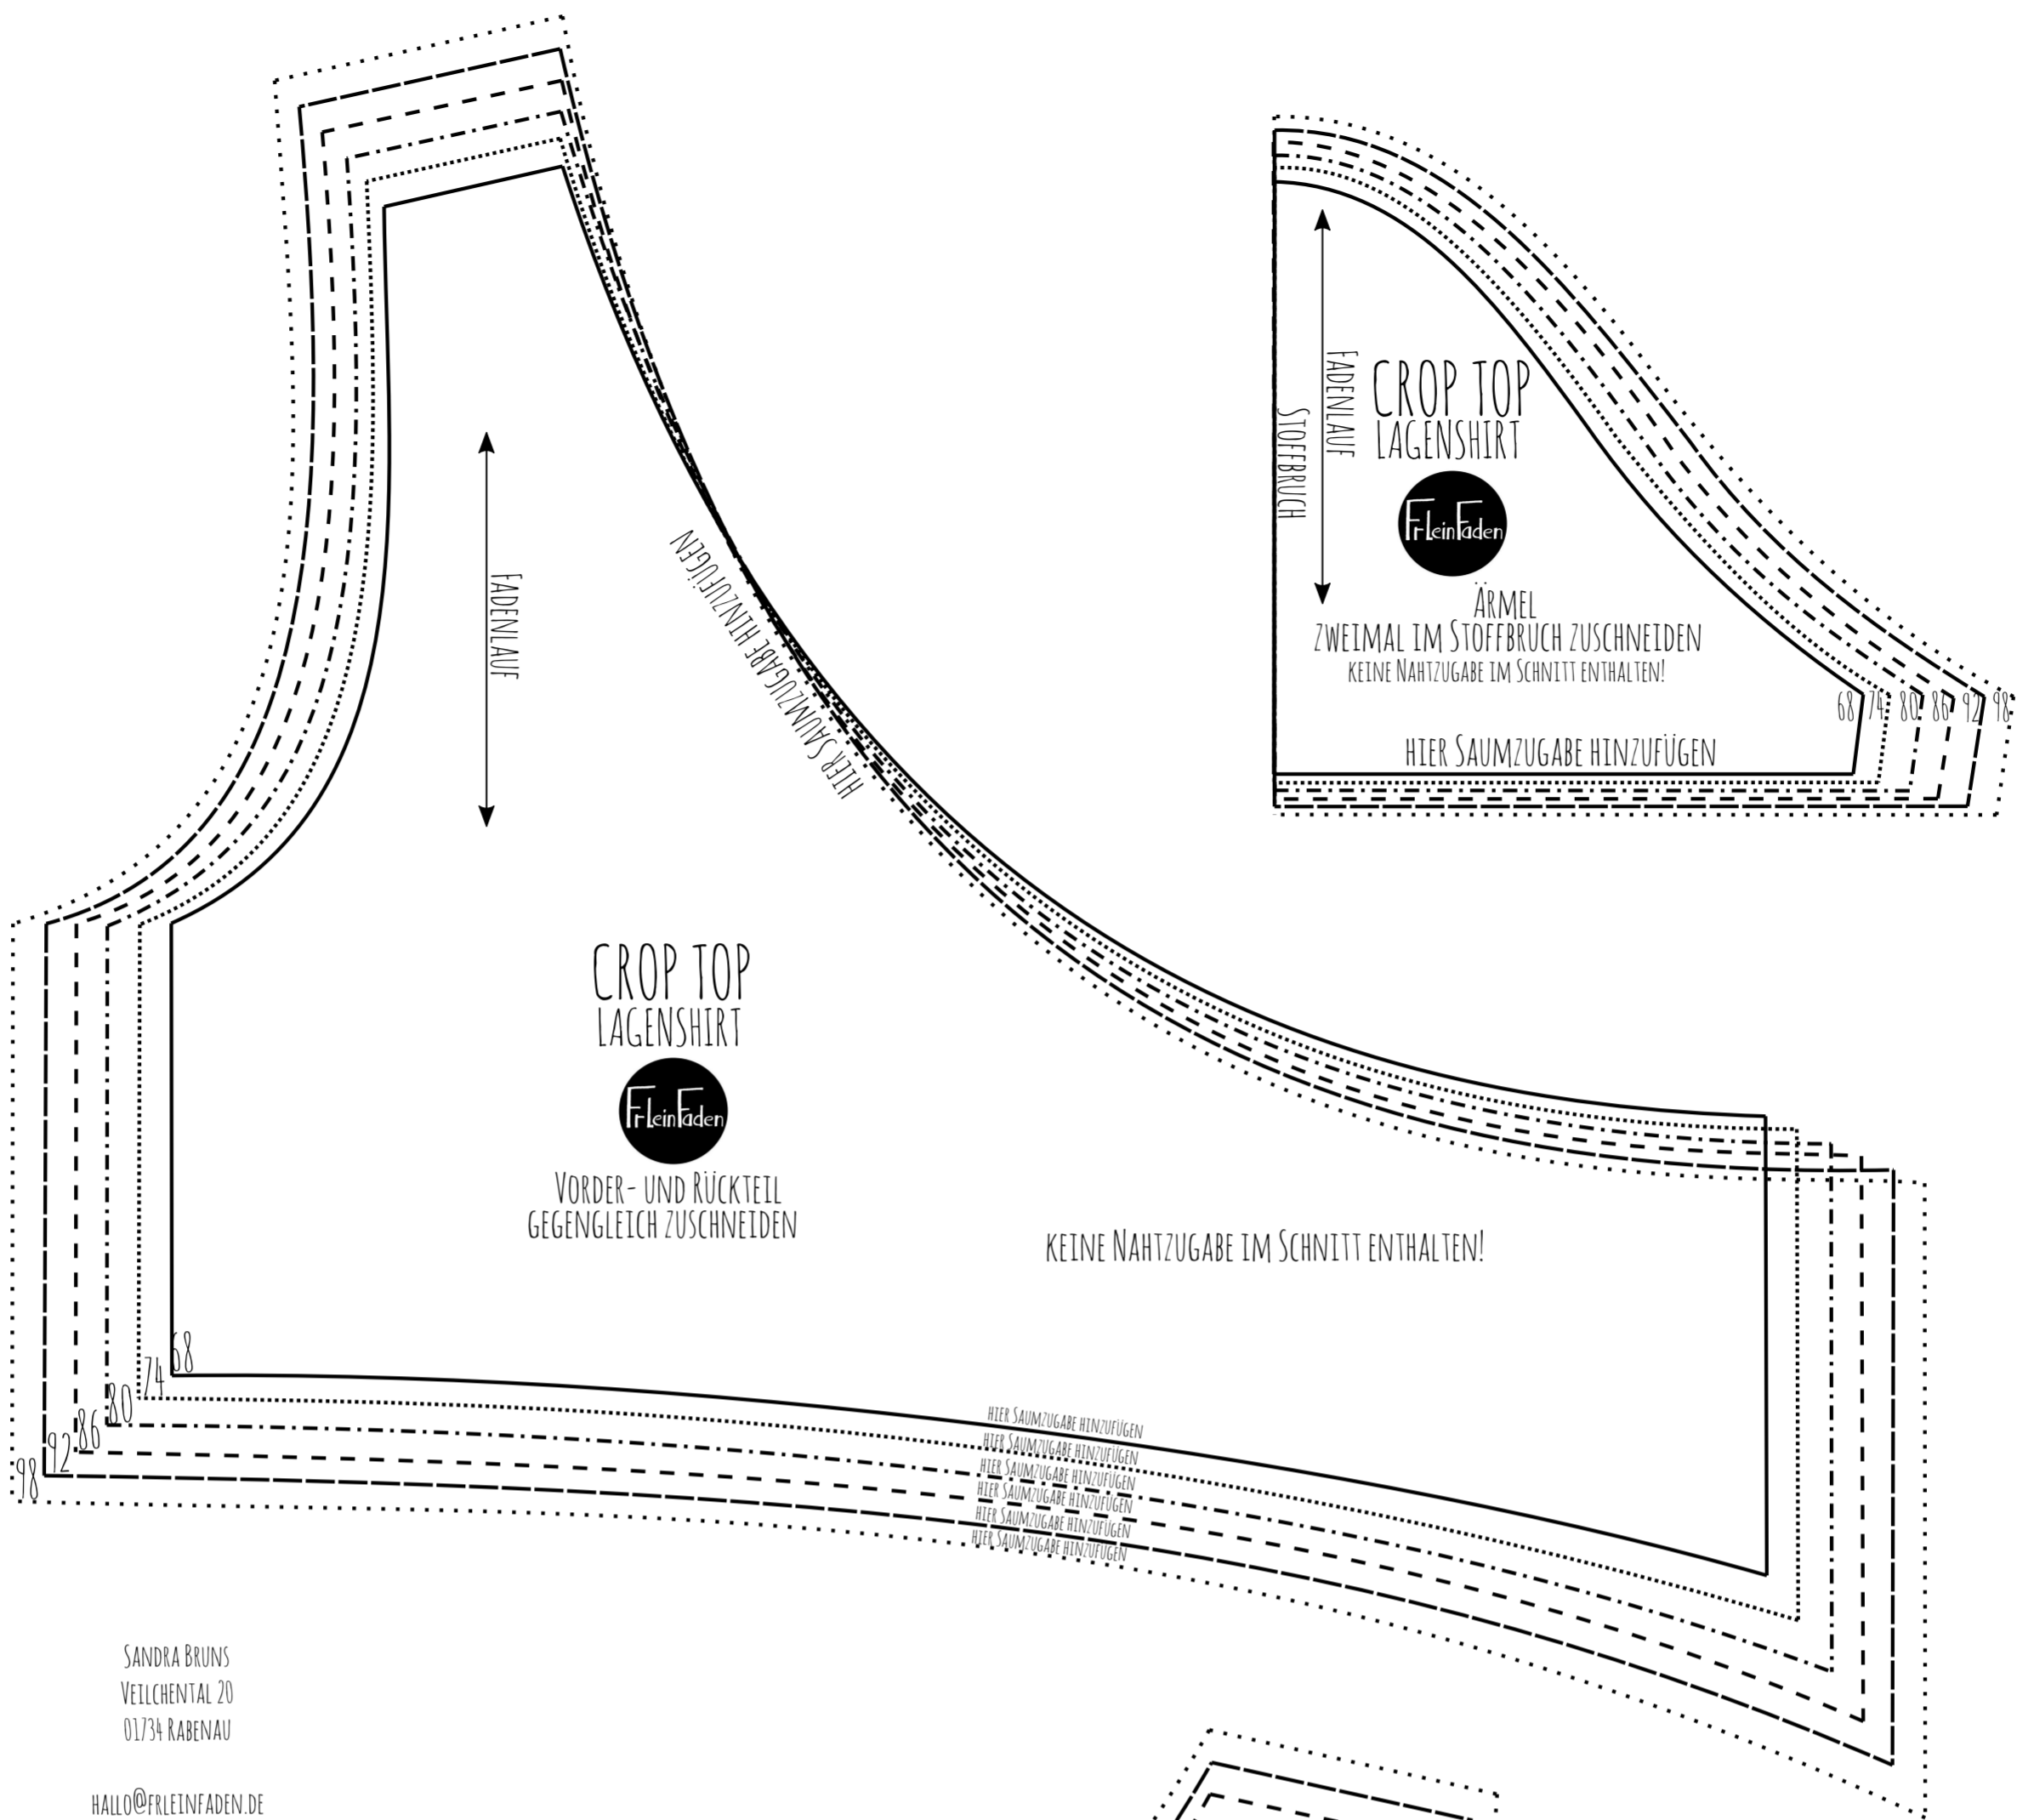 FADENLAUF
HIER SAUMZUGABE HINZUFÜGEN
CROP TOP
LAGENSHIRT
FrLeinFaden
VORDER- UND RÜCKTEIL
GEGENGLEICH ZUSCHNEIDEN
KEINE NAHTZUGABE IM SCHNITT ENTHALTEN!
68
74
80
86
92
98
HIER SAUMZUGABE HINZUFÜGEN
HIER SAUMZUGABE HINZUFÜGEN
HIER SAUMZUGABE HINZUFÜGEN
HIER SAUMZUGABE HINZUFÜGEN
HIER SAUMZUGABE HINZUFÜGEN
HIER SAUMZUGABE HINZUFÜGEN
FADENLAUF
STOFFBRUCH
CROP TOP
LAGENSHIRT
FrLeinFaden
ÄRMEL
ZWEIMAL IM STOFFBRUCH ZUSCHNEIDEN
KEINE NAHTZUGABE IM SCHNITT ENTHALTEN!
68 74 80 86 92 98
HIER SAUMZUGABE HINZUFÜGEN
SANDRA BRUNS
VEILCHENTAL 20
01734 RABENAU
HALLO@FRLEINFADEN.DE